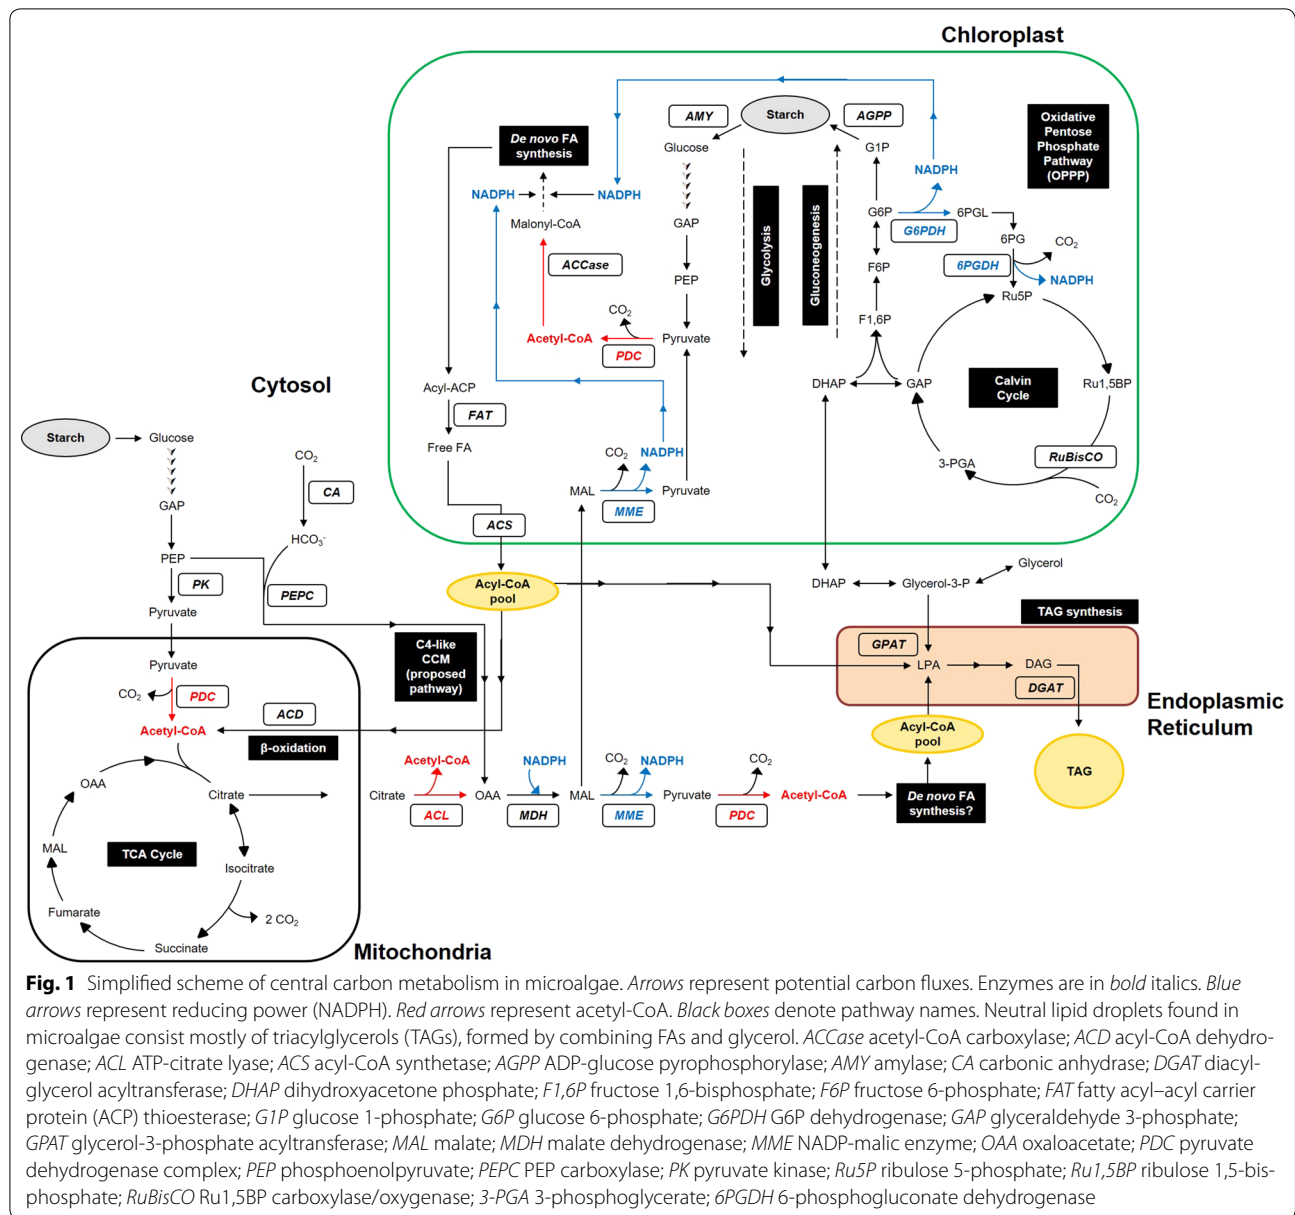 Chloroplast
Starch
AMY
AGPP
Oxidative
Pentose
Phosphate
Pathway
(OPPP)
De novo FA
synthesis
Glucose
G1P
NADPH
NADPH
NADPH
Malonyl-CoA
GAP
Glycolysis
Gluconeogenesis
G6P
6PGL
G6PDH
6PG
CO2
ACCase
PEP
F6P
6PGDH
NADPH
Ru5P
CO2
F1,6P
Acetyl-CoA
Pyruvate
PDC
Cytosol
Acyl-ACP
DHAP
GAP
Calvin
Cycle
Ru1,5BP
FAT
Starch
Glucose
Free FA
CO2
CO2
NADPH
3-PGA
RuBisCO
CA
MAL
Pyruvate
CO2
GAP
MME
ACS
HCO3-
PEP
Acyl-CoA
pool
DHAP
Glycerol-3-P
Glycerol
PK
PEPC
Pyruvate
TAG synthesis
C4-like
CCM
(proposed
pathway)
GPAT
Pyruvate
LPA
DAG
CO2
PDC
DGAT
Endoplasmic
Reticulum
ACD
Acetyl-CoA
β-oxidation
Acyl-CoA
pool
Acetyl-CoA
NADPH
CO2
NADPH
CO2
TAG
OAA
Citrate
Citrate
OAA
MAL
Pyruvate
Acetyl-CoA
De novo FA
synthesis?
ACL
MDH
MME
PDC
MAL
TCA Cycle
Isocitrate
Fumarate
2 CO2
Succinate
Mitochondria
Fig. 1 Simplified scheme of central carbon metabolism in microalgae. Arrows represent potential carbon fluxes. Enzymes are in bold italics. Blue
arrows represent reducing power (NADPH). Red arrows represent acetyl-CoA. Black boxes denote pathway names. Neutral lipid droplets found in
microalgae consist mostly of triacylglycerols (TAGs), formed by combining FAs and glycerol. ACCase acetyl-CoA carboxylase; ACD acyl-CoA dehydro-
genase; ACL ATP-citrate lyase; ACS acyl-CoA synthetase; AGPP ADP-glucose pyrophosphorylase; AMY amylase; CA carbonic anhydrase; DGAT diacyl-
glycerol acyltransferase; DHAP dihydroxyacetone phosphate; F1,6P fructose 1,6-bisphosphate; F6P fructose 6-phosphate; FAT fatty acyl–acyl carrier
protein (ACP) thioesterase; G1P glucose 1-phosphate; G6P glucose 6-phosphate; G6PDH G6P dehydrogenase; GAP glyceraldehyde 3-phosphate;
GPAT glycerol-3-phosphate acyltransferase; MAL malate; MDH malate dehydrogenase; MME NADP-malic enzyme; OAA oxaloacetate; PDC pyruvate
dehydrogenase complex; PEP phosphoenolpyruvate; PEPC PEP carboxylase; PK pyruvate kinase; Ru5P ribulose 5-phosphate; Ru1,5BP ribulose 1,5-bis-
phosphate; RuBisCO Ru1,5BP carboxylase/oxygenase; 3-PGA 3-phosphoglycerate; 6PGDH 6-phosphogluconate dehydrogenase